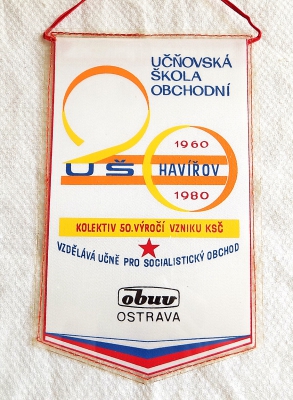 UČŇOVSKÁ
ŠKOLA
OBCHODNÍ
20
1960
UŠ HAVÍŘOV
1980
KOLEKTIV 50.VÝROČÍ VZNIKU KSČ
VZDĚLÁVÁ UČNĚ PRO SOCIALISTICKÝ OBCHOD
obuv
OSTRAVA